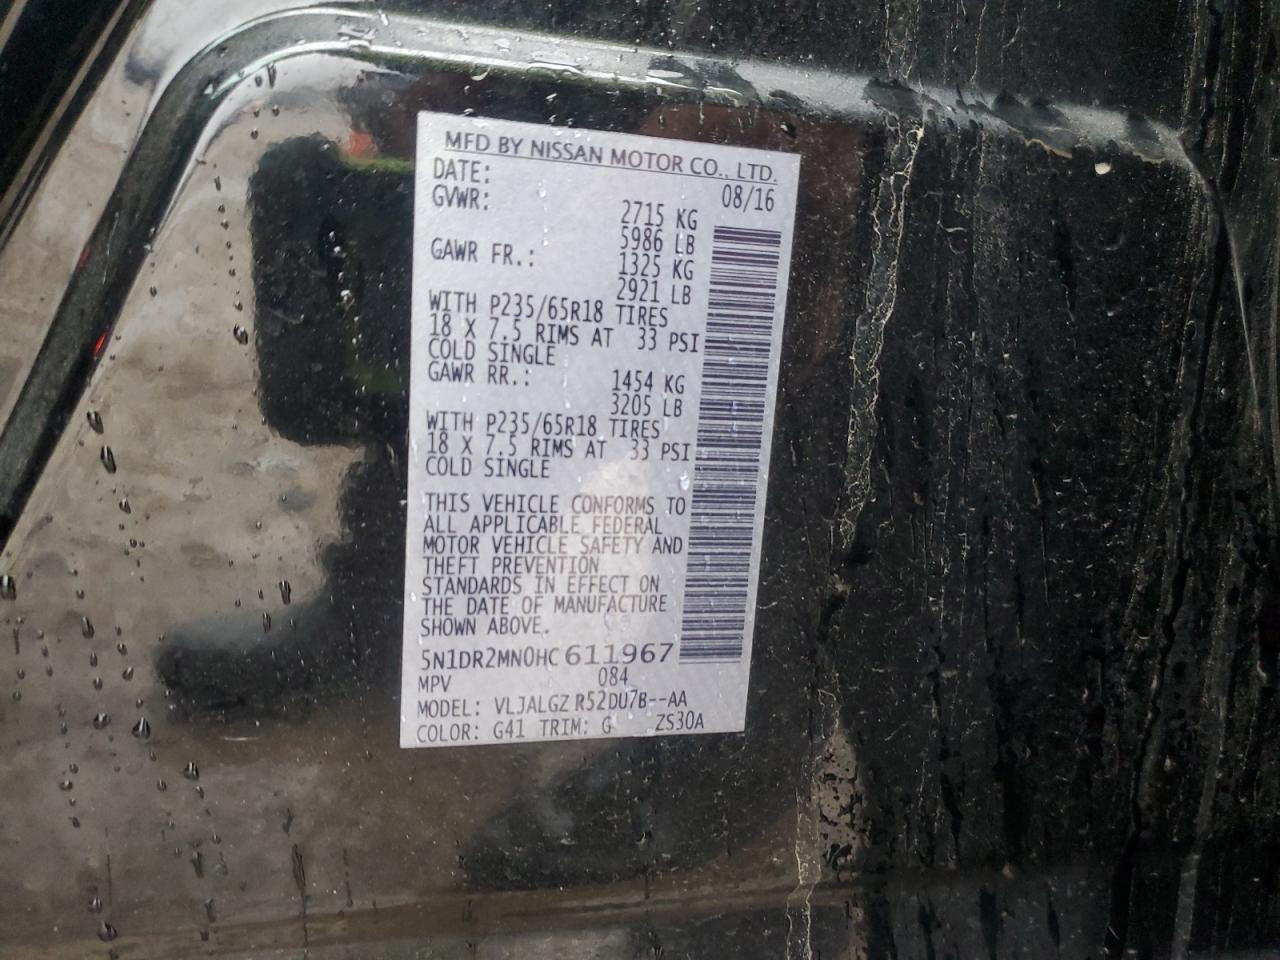 MFD BY NISSAN MOTOR CO., LTD.
DATE: 08/16
GVWR: 2715 KG
5986 LB
GAWR FR.: 1325 KG
2921 LB
WITH P235/65R18 TIRES
18 X 7.5 RIMS AT 33 PSI
COLD SINGLE
GAWR RR.: 1454 KG
3205 LB
WITH P235/65R18 TIRES
18 X 7.5 RIMS AT 33 PSI
COLD SINGLE
THIS VEHICLE CONFORMS TO
ALL APPLICABLE FEDERAL
MOTOR VEHICLE SAFETY AND
THEFT PREVENTION
STANDARDS IN EFFECT ON
THE DATE OF MANUFACTURE
SHOWN ABOVE.
5N1DR2MN0HC611967
MPV 084
MODEL: VLJALGZ R52DU7B--AA
COLOR: G41 TRIM: G ZS30A